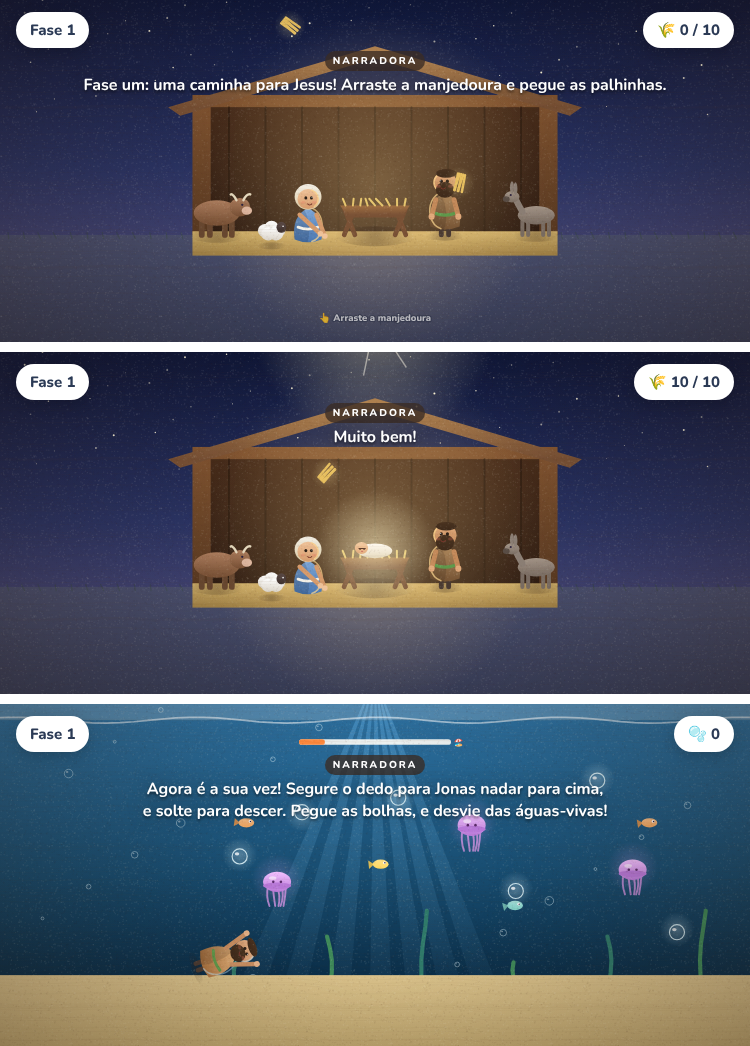 Fase 1
🌾 0 / 10
NARRADORA
Fase um: uma caminha para Jesus! Arraste a manjedoura e pegue as palhinhas.
👆 Arraste a manjedoura
Fase 1
🌾 10 / 10
NARRADORA
Muito bem!
Fase 1
🫧 0
NARRADORA
Agora é a sua vez! Segure o dedo para Jonas nadar para cima,
e solte para descer. Pegue as bolhas, e desvie das águas-vivas!